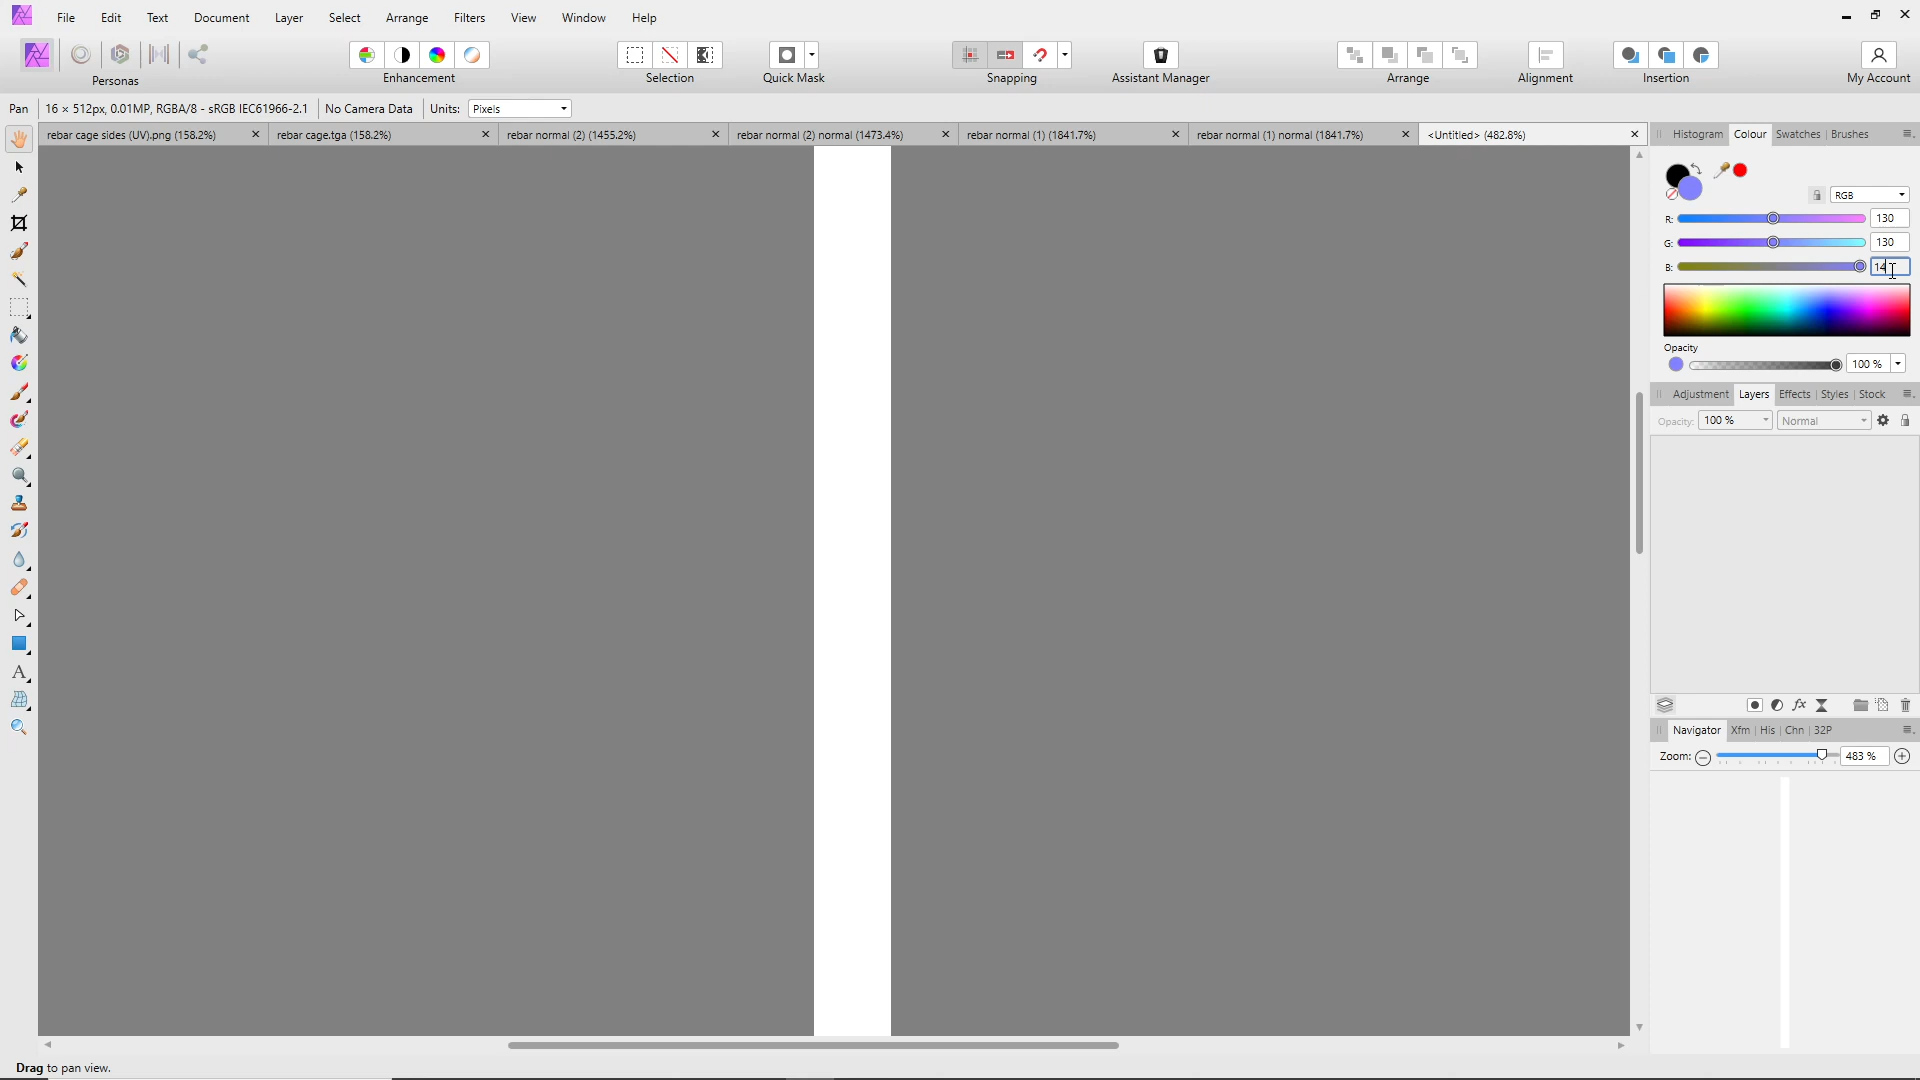 File Edit Text Document Layer Select Arrange Filters View Window Help
Personas Enhancement Selection Quick Mask Snapping Assistant Manager Arrange Alignment Insertion My Account
Pan 16 × 512px, 0.01MP, RGBA/8 - sRGB IEC61966-2.1 No Camera Data Units: Pixels
rebar cage sides (UV).png (158.2%) rebar cage.tga (158.2%) rebar normal (2) (1455.2%) rebar normal (2) normal (1473.4%) rebar normal (1) (1841.7%) rebar normal (1) normal (1841.7%) <Untitled> (482.8%)
Histogram Colour Swatches Brushes
RGB
R: 130
G: 130
B: 14
Opacity
100 %
Adjustment Layers Effects Styles Stock
Opacity: 100 % Normal
A
fx
Navigator Xfm His Chn 32P
Zoom: 483 %
Drag to pan view.